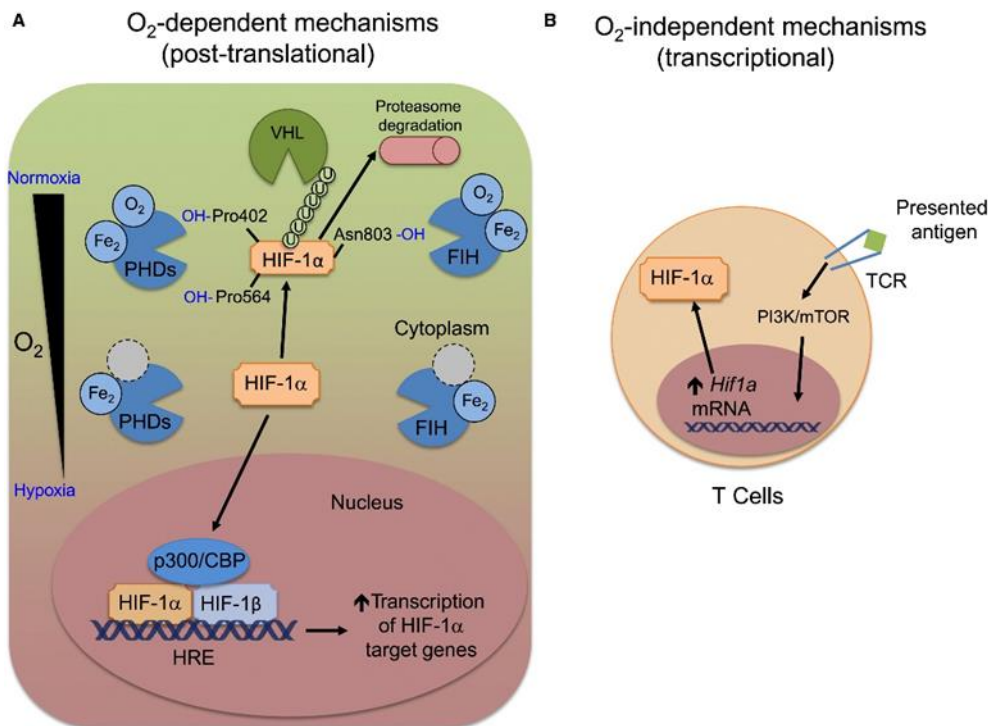 A
O₂-dependent mechanisms
(post-translational)
Proteasome
degradation
VHL
Normoxia
O₂
Fe₂
PHDs
OH-Pro402
U
U
U
U
U
U
HIF-1α
Asn803 -OH
OH-Pro564
O₂
Fe₂
FIH
O₂
Cytoplasm
Fe₂
PHDs
HIF-1α
Fe₂
FIH
Hypoxia
Nucleus
p300/CBP
HIF-1α
HIF-1β
HRE
Transcription
of HIF-1α
target genes
B
O₂-independent mechanisms
(transcriptional)
Presented
antigen
TCR
HIF-1α
PI3K/mTOR
Hif1a
mRNA
T Cells